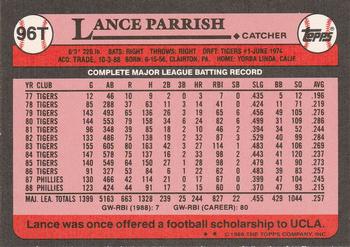 96T
LANCE PARRISH
CATCHER
Topps
6'3" 220 lb. BATS: RIGHT THROWS: RIGHT DRFT: TIGERS #1-JUNE 1974
ACQ: TRADE, 10-3-88 BORN: 6-15-56, CLAIRTON, PA. HOME: YORBA LINDA, CALIF.
COMPLETE MAJOR LEAGUE BATTING RECORD
YR CLUB G AB R H 2B 3B HR RBI SB SLG BB SO AVG
77 TIGERS 12 46 10 9 2 0 3 7 0 .435 5 12 .196
78 TIGERS 85 288 37 63 11 3 14 41 0 .424 11 71 .219
79 TIGERS 143 493 65 136 26 3 19 65 6 .456 49 105 .276
80 TIGERS 144 553 79 158 34 6 24 82 6 .499 31 109 .286
81 TIGERS 96 348 39 85 18 2 10 46 2 .394 34 52 .244
82 TIGERS 133 486 75 138 19 2 32 87 3 .529 40 99 .284
83 TIGERS 155 605 80 163 42 3 27 114 1 .483 44 106 .269
84 TIGERS 147 578 75 137 16 2 33 98 2 .443 41 120 .237
85 TIGERS 140 549 64 150 27 1 28 98 2 .479 41 90 .273
86 TIGERS 91 327 53 84 6 1 22 62 0 .483 38 83 .257
87 PHILLIES 130 466 42 114 21 0 17 67 0 .399 47 104 .245
88 PHILLIES 123 424 44 91 17 2 15 60 0 .370 47 93 .215
MAJ. LEA. TOTALS 1399 5163 663 1328 239 25 244 827 22 .457 428 1044 .257
GW-RBI (1988): 7 GW-RBI (CAREER): 80
Lance was once offered a football scholarship to UCLA.